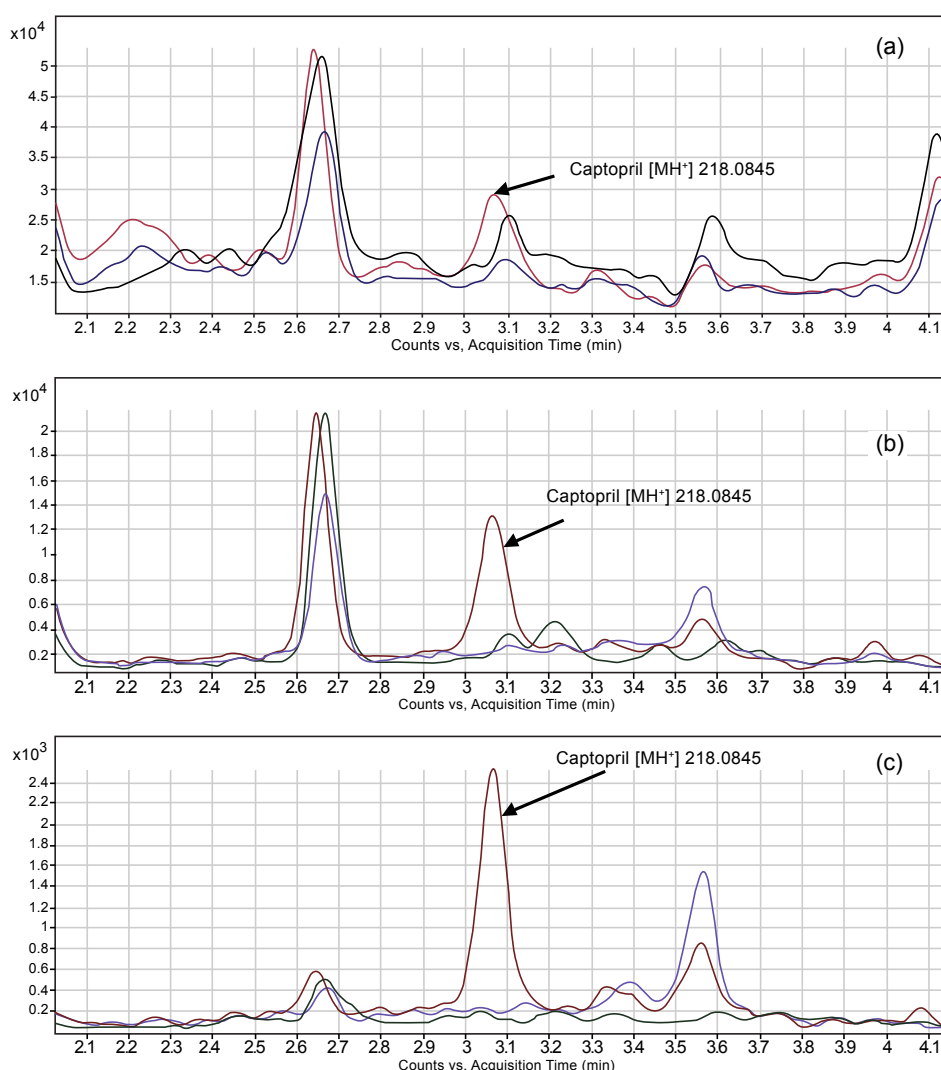 x10⁴
(a)
5
4.5
4
3.5
3
2.5
2
1.5
Captopril [MH⁺] 218.0845
2.1 2.2 2.3 2.4 2.5 2.6 2.7 2.8 2.9 3 3.1 3.2 3.3 3.4 3.5 3.6 3.7 3.8 3.9 4 4.1
Counts vs, Acquisition Time (min)
x10⁴
(b)
2
1.8
1.6
1.4
1.2
1
0.8
0.6
0.4
0.2
Captopril [MH⁺] 218.0845
2.1 2.2 2.3 2.4 2.5 2.6 2.7 2.8 2.9 3 3.1 3.2 3.3 3.4 3.5 3.6 3.7 3.8 3.9 4 4.1
Counts vs, Acquisition Time (min)
x10³
(c)
Captopril [MH⁺] 218.0845
2.4
2.2
2
1.8
1.6
1.4
1.2
1
0.8
0.6
0.4
0.2
2.1 2.2 2.3 2.4 2.5 2.6 2.7 2.8 2.9 3 3.1 3.2 3.3 3.4 3.5 3.6 3.7 3.8 3.9 4 4.1
Counts vs, Acquisition Time (min)